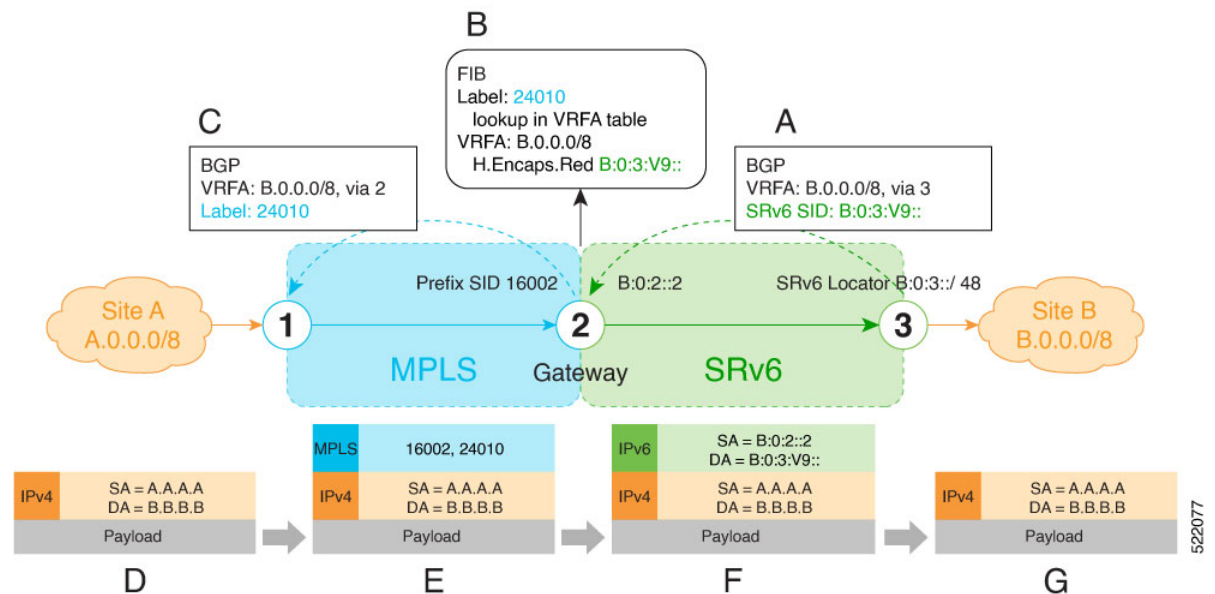 B
FIB
Label: 24010
lookup in VRFA table
VRFA: B.0.0.0/8
H.Encaps.Red B:0:3:V9::
C
BGP
VRFA: B.0.0.0/8, via 2
Label: 24010
A
BGP
VRFA: B.0.0.0/8, via 3
SRv6 SID: B:0:3:V9::
Prefix SID 16002
B:0:2::2
SRv6 Locator B:0:3::/ 48
Site A
A.0.0.0/8
1
2
3
Site B
B.0.0.0/8
MPLS
Gateway
SRv6
IPv4
SA = A.A.A.A
DA = B.B.B.B
Payload
D
MPLS
16002, 24010
IPv4
SA = A.A.A.A
DA = B.B.B.B
Payload
E
IPv6
SA = B:0:2::2
DA = B:0:3:V9::
IPv4
SA = A.A.A.A
DA = B.B.B.B
Payload
F
IPv4
SA = A.A.A.A
DA = B.B.B.B
Payload
G
522077